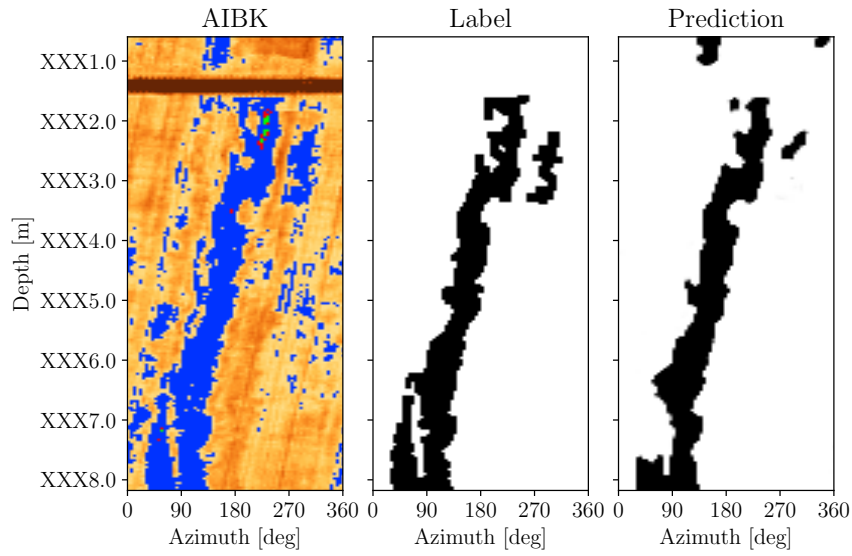 AIBK Label Prediction
XXX1.0
XXX2.0
XXX3.0
XXX4.0
XXX5.0
XXX6.0
XXX7.0
XXX8.0
Depth [m]
0 90 180 270 360 0 90 180 270 360 0 90 180 270 360
Azimuth [deg] Azimuth [deg] Azimuth [deg]